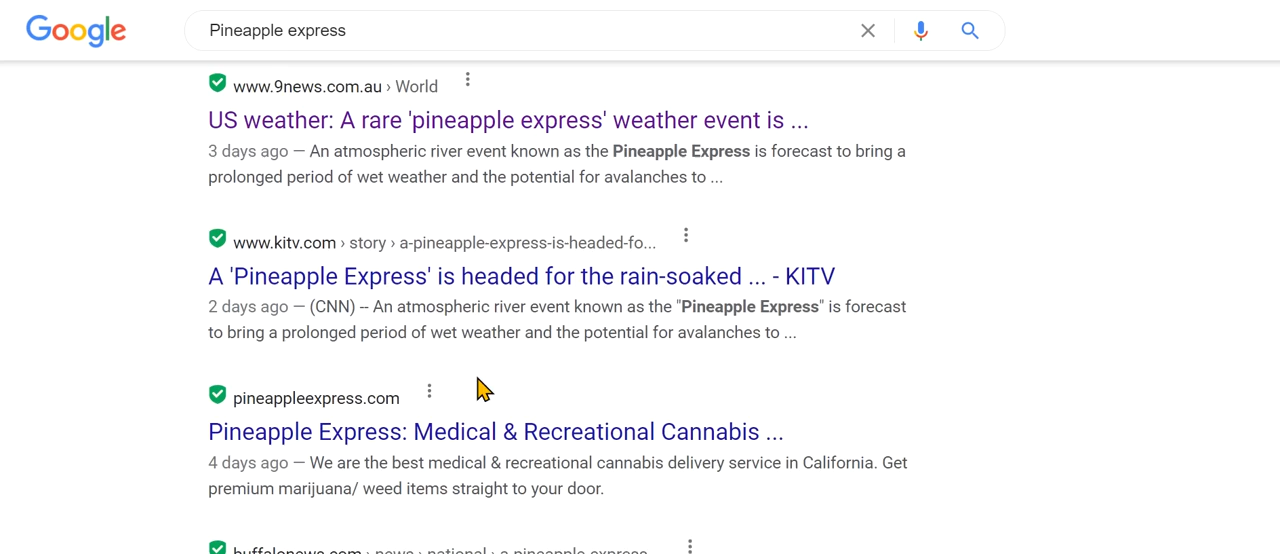 Google
Pineapple express
www.9news.com.au › World
US weather: A rare 'pineapple express' weather event is ...
3 days ago — An atmospheric river event known as the Pineapple Express is forecast to bring a
prolonged period of wet weather and the potential for avalanches to ...
www.kitv.com › story › a-pineapple-express-is-headed-fo...
A 'Pineapple Express' is headed for the rain-soaked ... - KITV
2 days ago — (CNN) -- An atmospheric river event known as the "Pineapple Express" is forecast
to bring a prolonged period of wet weather and the potential for avalanches to ...
pineappleexpress.com
Pineapple Express: Medical & Recreational Cannabis ...
4 days ago — We are the best medical & recreational cannabis delivery service in California. Get
premium marijuana/ weed items straight to your door.
buffalonews.com › news › national › a-pineapple-express